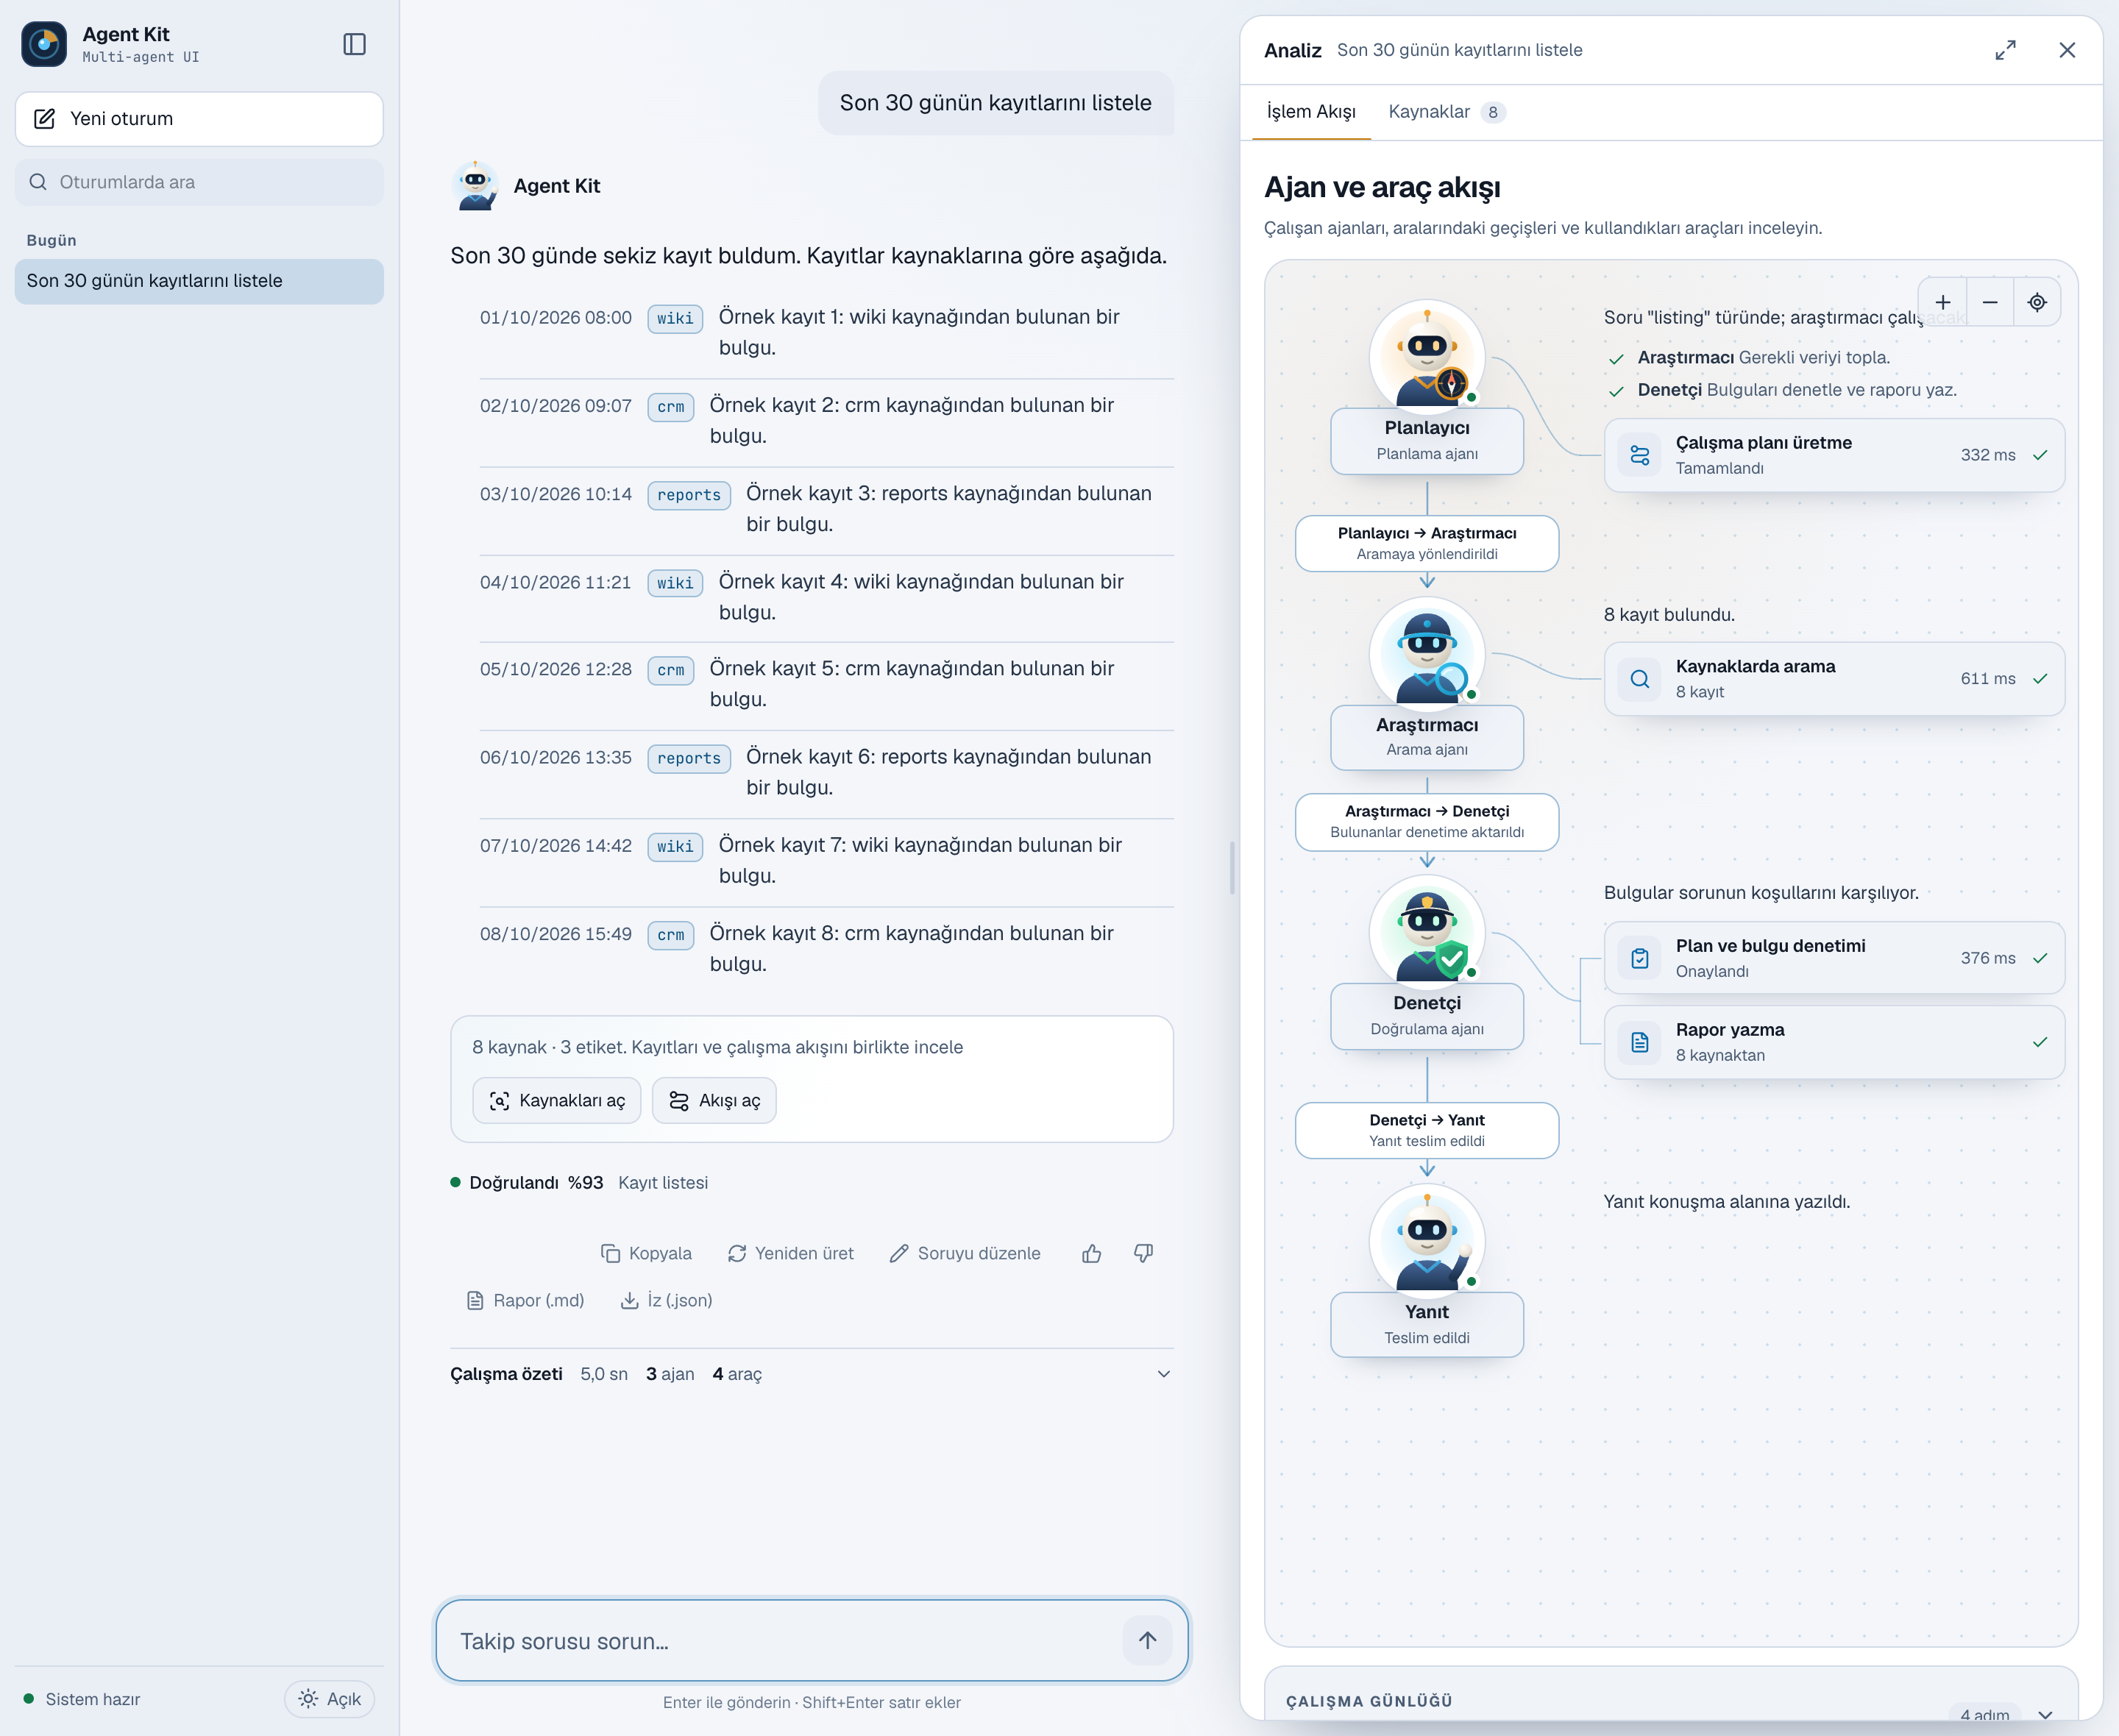 Agent Kit
Multi-agent UI
Yeni oturum
Oturumlarda ara
Bugün
Son 30 günün kayıtlarını listele
Sistem hazır
Açık
Son 30 günün kayıtlarını listele
Agent Kit
Son 30 günde sekiz kayıt buldum. Kayıtlar kaynaklarına göre aşağıda.
01/10/2026 08:00 wiki Örnek kayıt 1: wiki kaynağından bulunan bir
bulgu.
02/10/2026 09:07 crm Örnek kayıt 2: crm kaynağından bulunan bir
bulgu.
03/10/2026 10:14 reports Örnek kayıt 3: reports kaynağından bulunan
bir bulgu.
04/10/2026 11:21 wiki Örnek kayıt 4: wiki kaynağından bulunan bir
bulgu.
05/10/2026 12:28 crm Örnek kayıt 5: crm kaynağından bulunan bir
bulgu.
06/10/2026 13:35 reports Örnek kayıt 6: reports kaynağından bulunan
bir bulgu.
07/10/2026 14:42 wiki Örnek kayıt 7: wiki kaynağından bulunan bir
bulgu.
08/10/2026 15:49 crm Örnek kayıt 8: crm kaynağından bulunan bir
bulgu.
8 kaynak · 3 etiket. Kayıtları ve çalışma akışını birlikte incele
Kaynakları aç
Akışı aç
Doğrulandı %93 Kayıt listesi
Kopyala
Yeniden üret
Soruyu düzenle
Rapor (.md)
İz (.json)
Çalışma özeti 5,0 sn 3 ajan 4 araç
Takip sorusu sorun...
Enter ile gönderin · Shift+Enter satır ekler
Analiz Son 30 günün kayıtlarını listele
İşlem Akışı
Kaynaklar 8
Ajan ve araç akışı
Çalışan ajanları, aralarındaki geçişleri ve kullandıkları araçları inceleyin.
Soru "listing" türünde; araştırmacı çalışacak.
Araştırmacı Gerekli veriyi topla.
Denetçi Bulguları denetle ve raporu yaz.
Planlayıcı
Planlama ajanı
Çalışma planı üretme
Tamamlandı
332 ms
Planlayıcı → Araştırmacı
Aramaya yönlendirildi
8 kayıt bulundu.
Kaynaklarda arama
8 kayıt
611 ms
Araştırmacı
Arama ajanı
Araştırmacı → Denetçi
Bulunanlar denetime aktarıldı
Bulgular sorunun koşullarını karşılıyor.
Plan ve bulgu denetimi
Onaylandı
376 ms
Denetçi
Doğrulama ajanı
Rapor yazma
8 kaynaktan
Denetçi → Yanıt
Yanıt teslim edildi
Yanıt konuşma alanına yazıldı.
Yanıt
Teslim edildi
ÇALIŞMA GÜNLÜĞÜ
4 adım